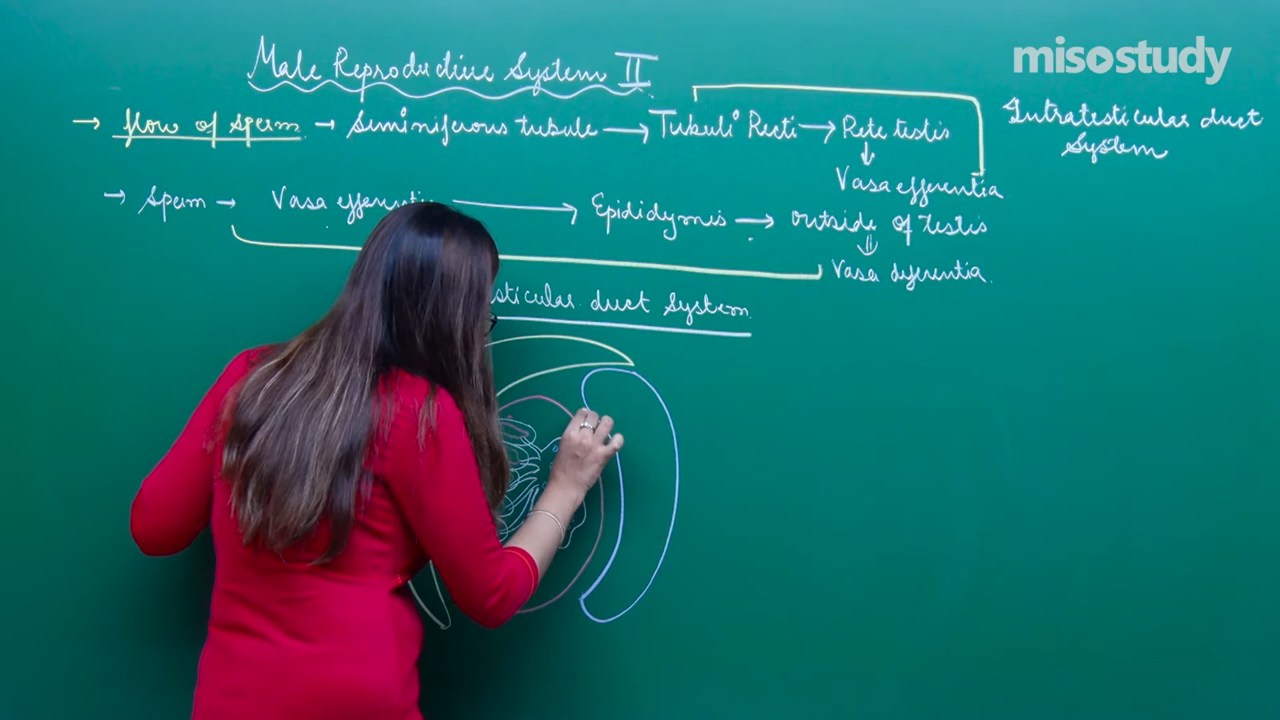 misostudy
Male Reproductive System II
→ flow of sperm → Seminiferous tubule → Tubuli Recti → Rete testis
↓
Vasa efferentia
Intratesticular duct
System
→ Sperm → Vasa efferenti → Epididymis → outside of testis
⇓
Vasa deferentia.
sticular duct System